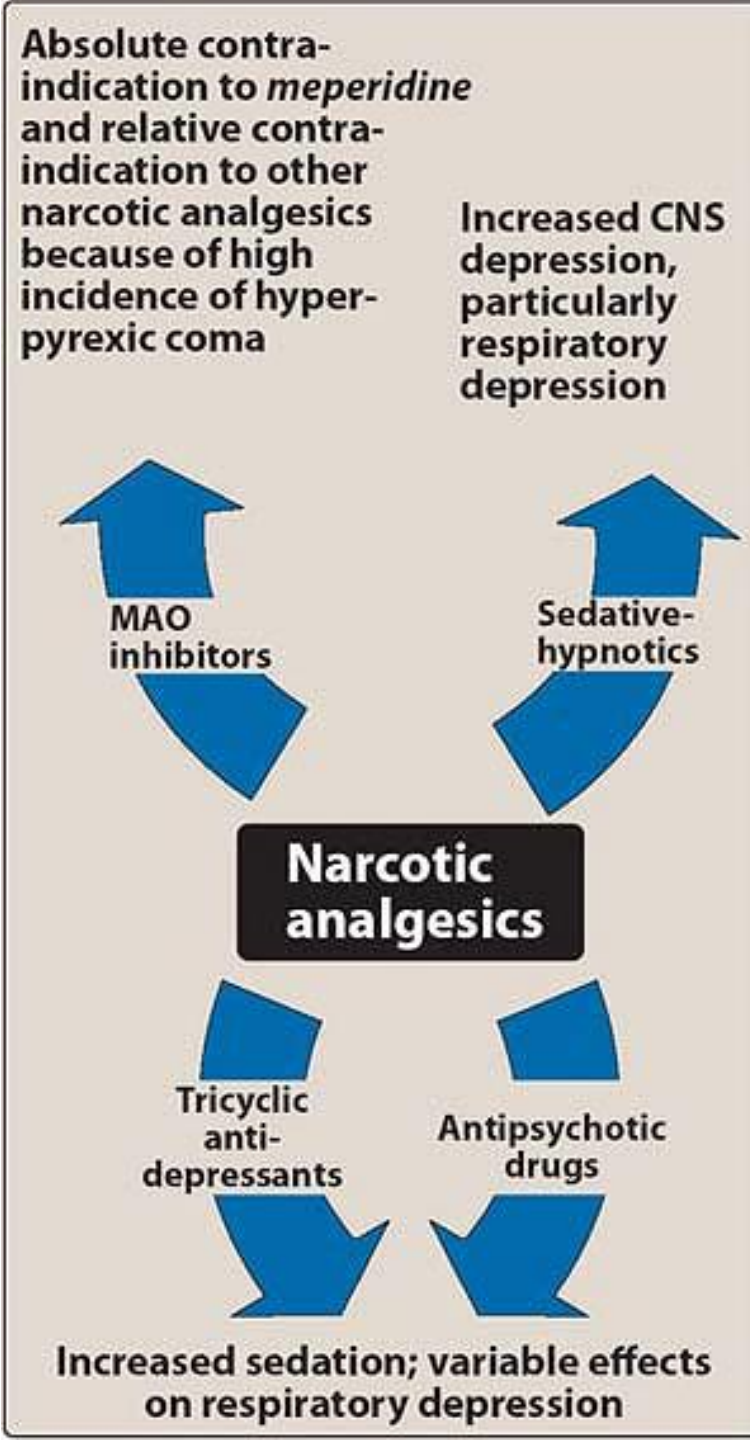 Absolute contra-
indication to meperidine
and relative contra-
indication to other
narcotic analgesics
because of high
incidence of hyper-
pyrexic coma
Increased CNS
depression,
particularly
respiratory
depression
MAO
inhibitors
Sedative-
hypnotics
Narcotic
analgesics
Tricyclic
anti-
depressants
Antipsychotic
drugs
Increased sedation; variable effects
on respiratory depression